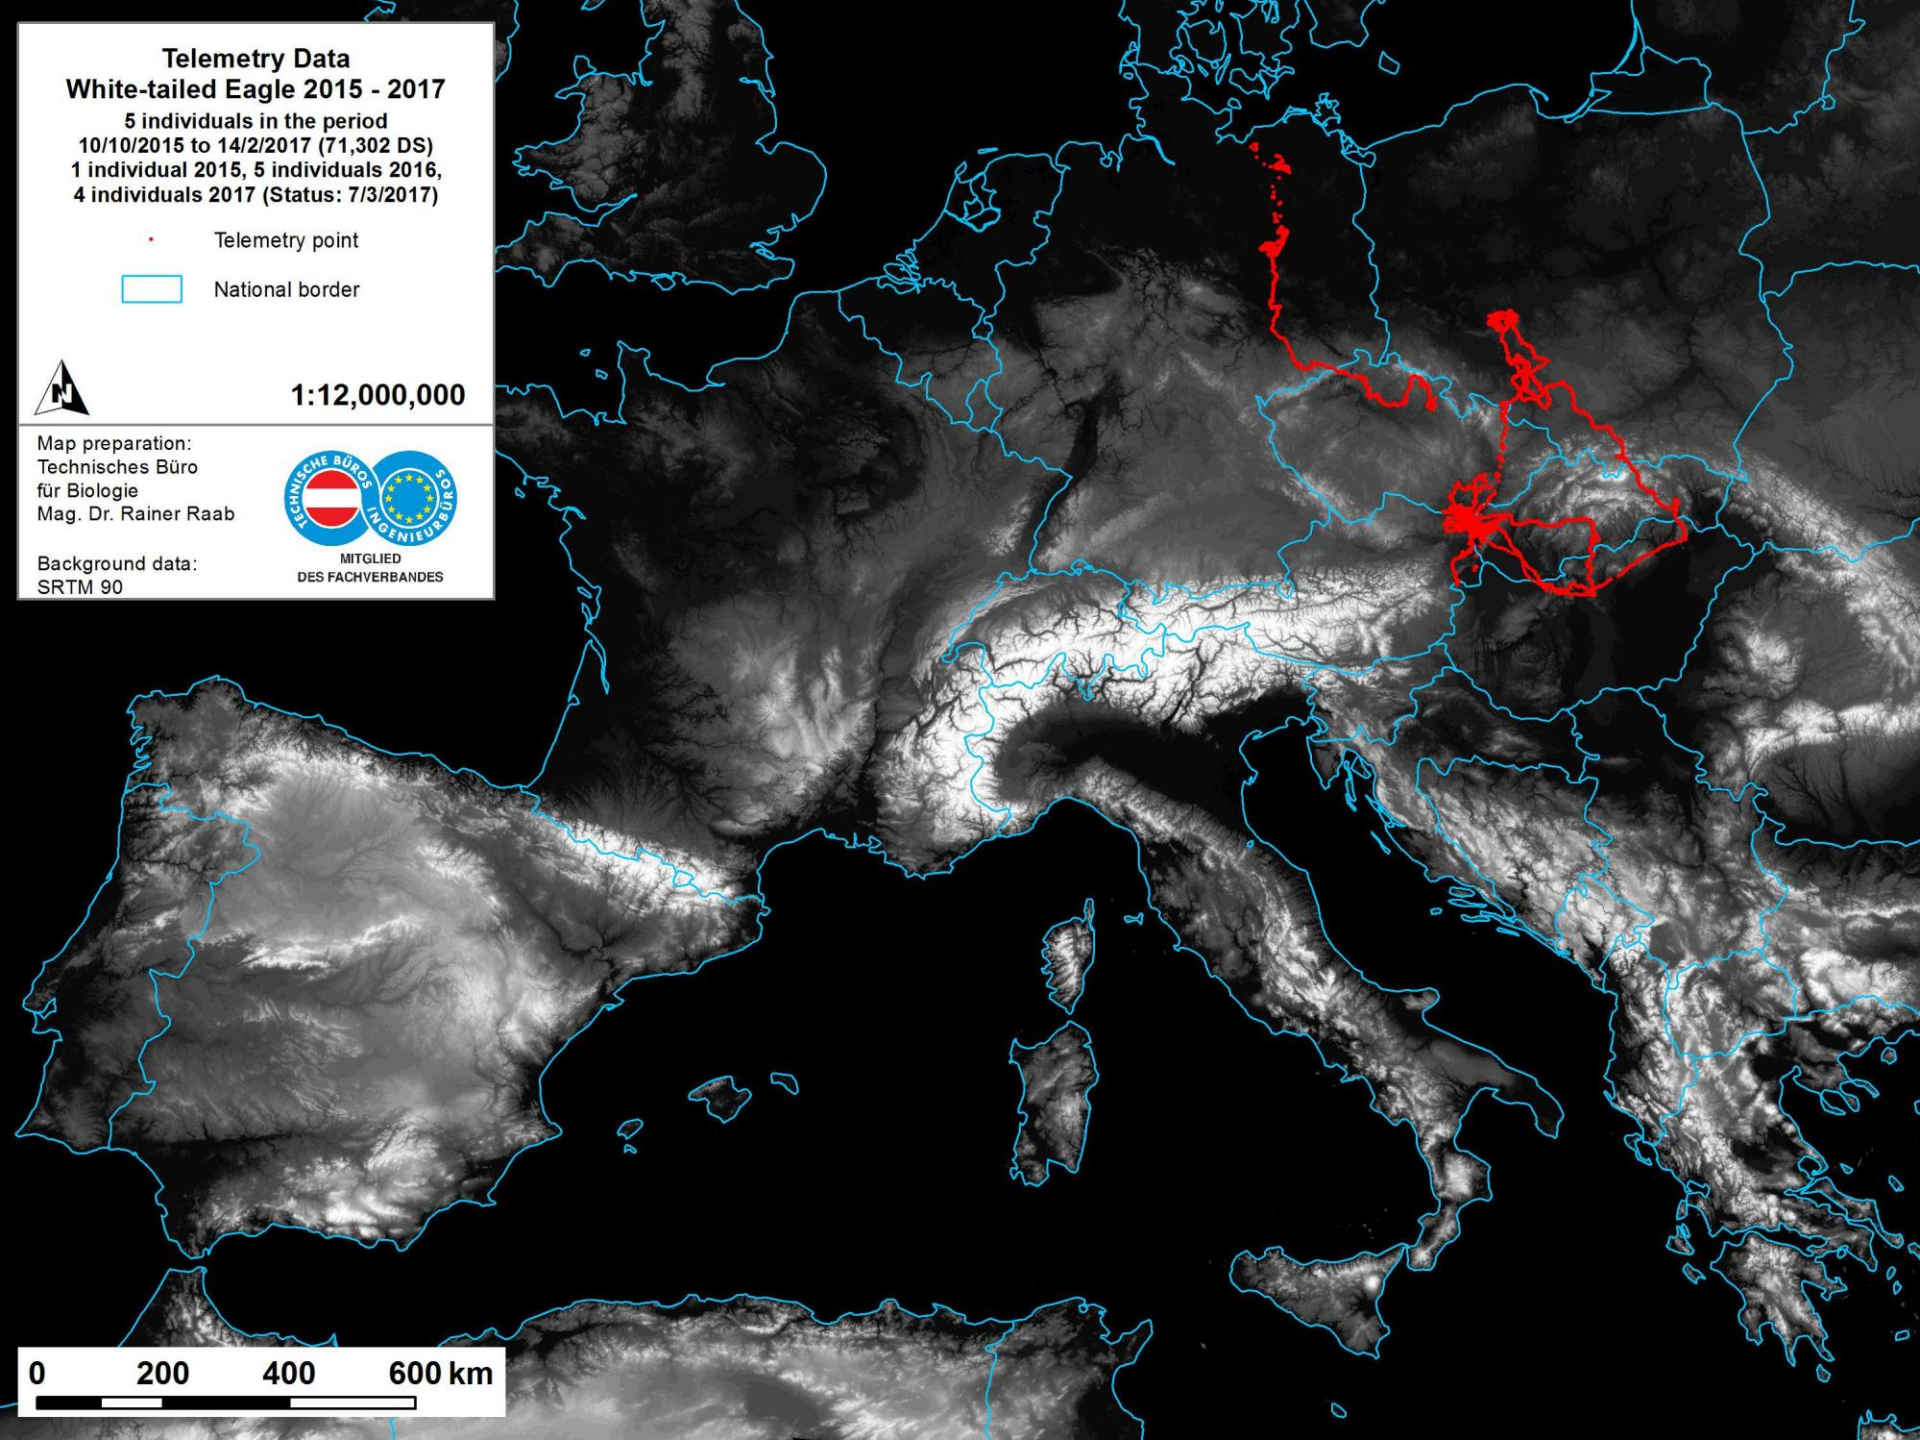 Telemetry Data
White-tailed Eagle 2015 - 2017
5 individuals in the period
10/10/2015 to 14/2/2017 (71,302 DS)
1 individual 2015, 5 individuals 2016,
4 individuals 2017 (Status: 7/3/2017)
Telemetry point
National border
N
1:12,000,000
Map preparation:
Technisches Büro
für Biologie
Mag. Dr. Rainer Raab
Background data:
SRTM 90
TECHNISCHE BÜROS
INGENIEURBÜROS
MITGLIED
DES FACHVERBANDES
0 200 400 600 km